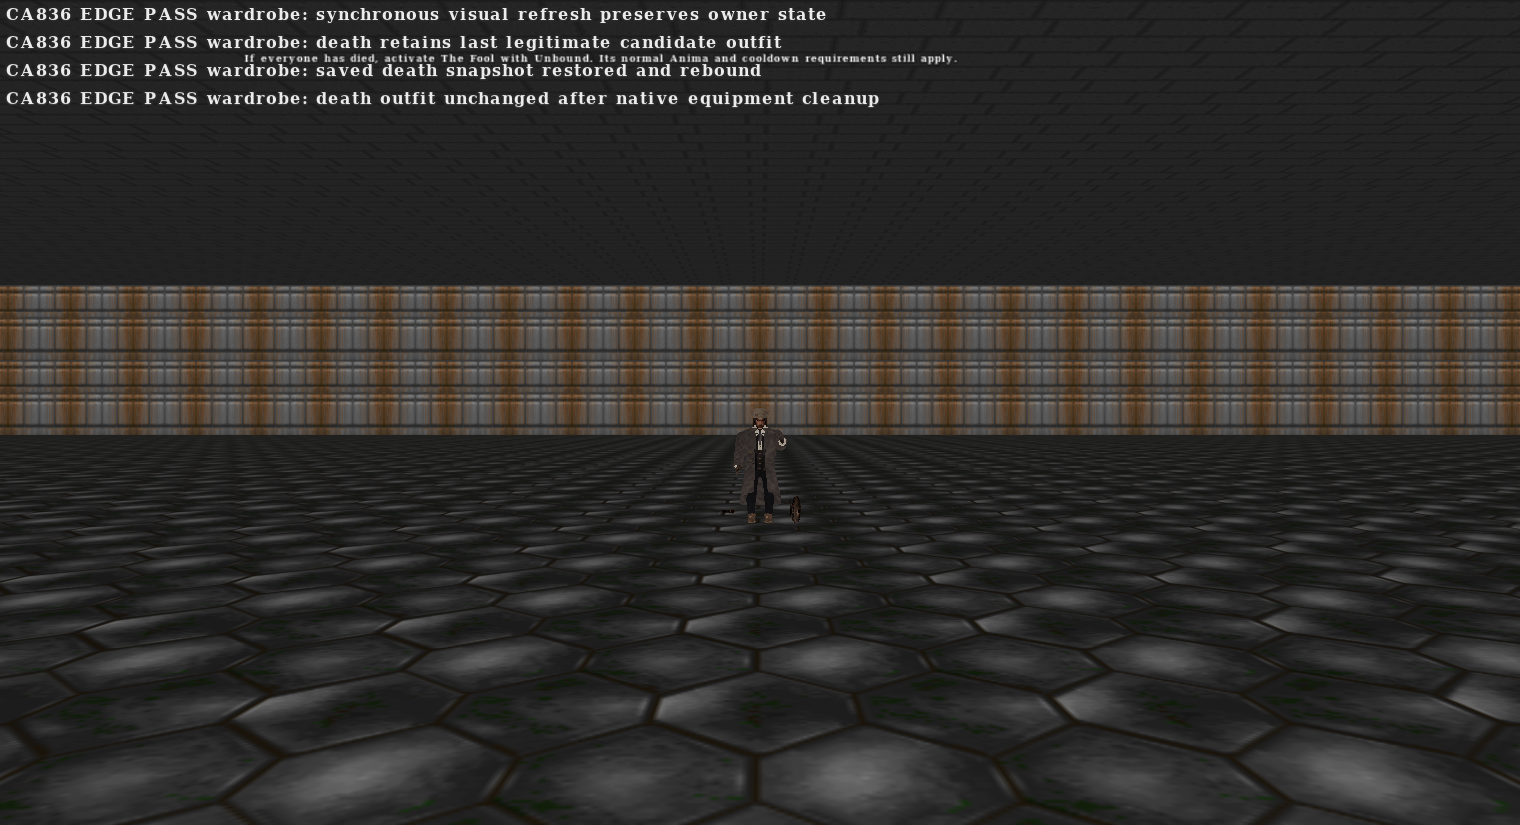 CA836 EDGE PASS wardrobe: synchronous visual refresh preserves owner state
CA836 EDGE PASS wardrobe: death retains last legitimate candidate outfit
If everyone has died, activate The Fool with Unbound. Its normal Anima and cooldown requirements still apply.
CA836 EDGE PASS wardrobe: saved death snapshot restored and rebound
CA836 EDGE PASS wardrobe: death outfit unchanged after native equipment cleanup